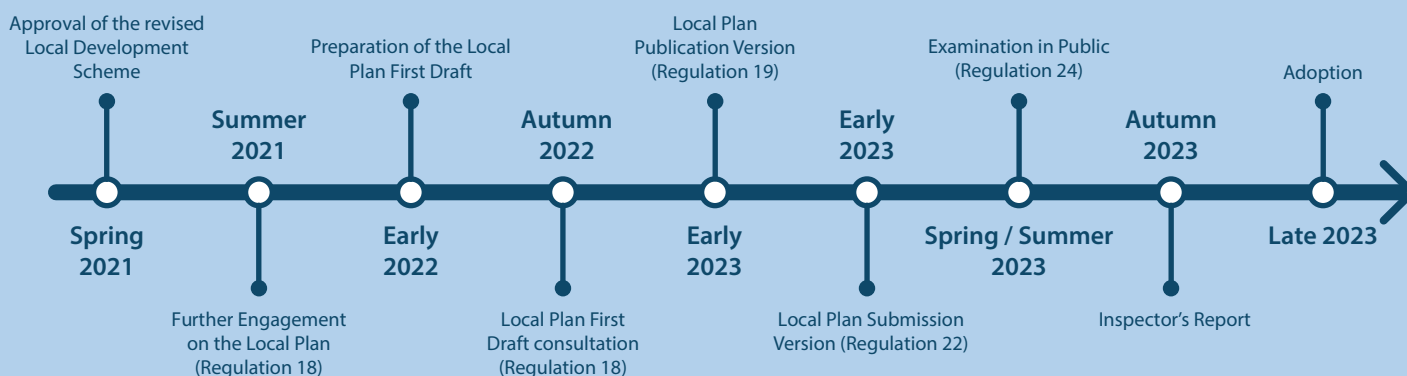 Approval of the revised
Local Development
Scheme
Spring
2021
Summer
2021
Further Engagement
on the Local Plan
(Regulation 18)
Preparation of the Local
Plan First Draft
Early
2022
Autumn
2022
Local Plan First
Draft consultation
(Regulation 18)
Local Plan
Publication Version
(Regulation 19)
Early
2023
Early
2023
Local Plan Submission
Version (Regulation 22)
Examination in Public
(Regulation 24)
Spring / Summer
2023
Autumn
2023
Inspector’s Report
Adoption
Late 2023